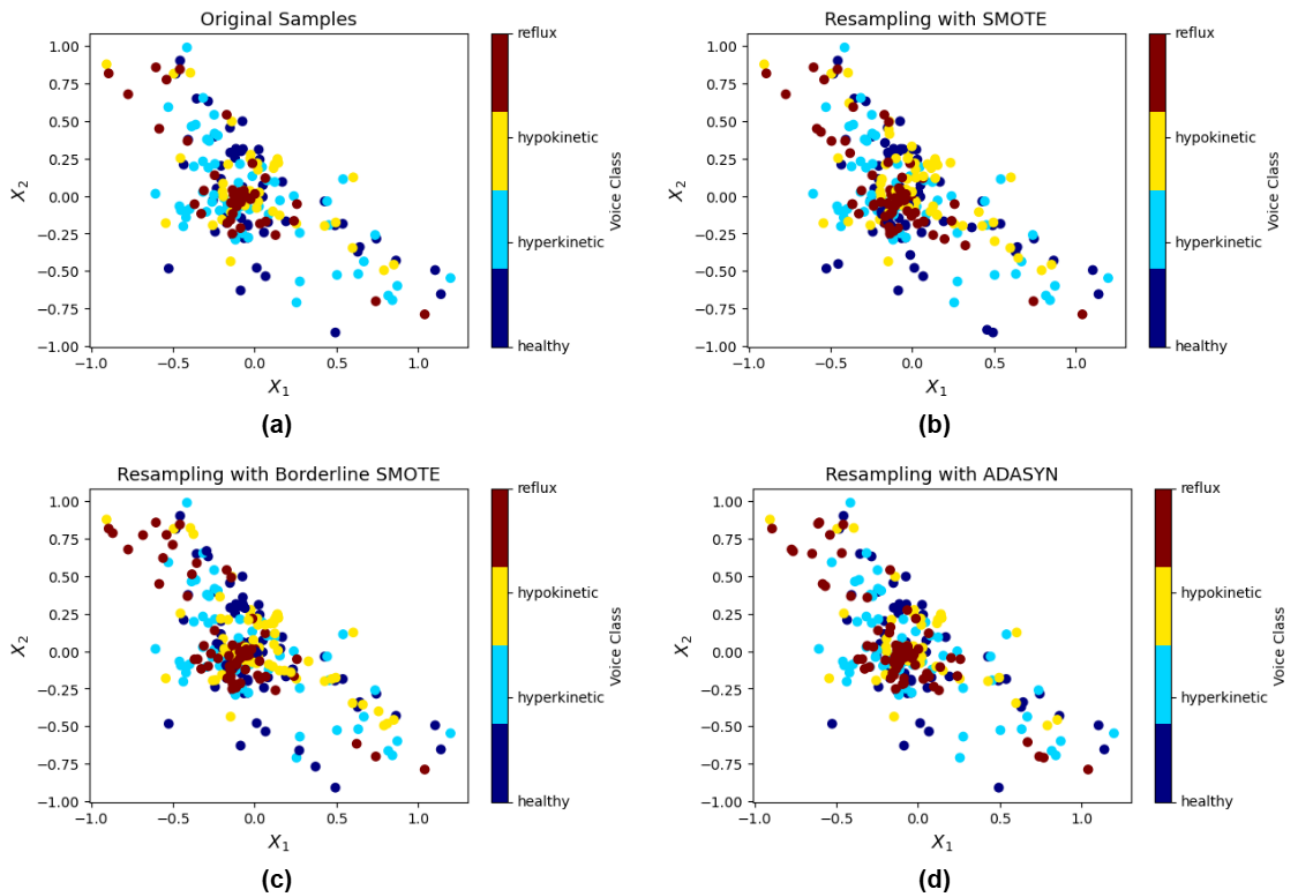 Original Samples
1.00
0.75
0.50
0.25
0.00
−0.25
−0.50
−0.75
−1.00
X2
−1.0 −0.5 0.0 0.5 1.0
X1
reflux
hypokinetic
hyperkinetic
healthy
Voice Class
(a)
Resampling with SMOTE
1.00
0.75
0.50
0.25
0.00
−0.25
−0.50
−0.75
−1.00
X2
−1.0 −0.5 0.0 0.5 1.0
X1
reflux
hypokinetic
hyperkinetic
healthy
Voice Class
(b)
Resampling with Borderline SMOTE
1.00
0.75
0.50
0.25
0.00
−0.25
−0.50
−0.75
−1.00
X2
−1.0 −0.5 0.0 0.5 1.0
X1
reflux
hypokinetic
hyperkinetic
healthy
Voice Class
(c)
Resampling with ADASYN
1.00
0.75
0.50
0.25
0.00
−0.25
−0.50
−0.75
−1.00
X2
−1.0 −0.5 0.0 0.5 1.0
X1
reflux
hypokinetic
hyperkinetic
healthy
Voice Class
(d)